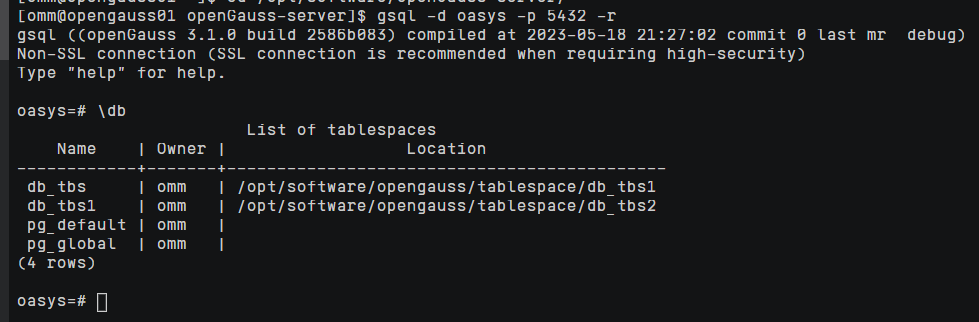 [omm@opengauss01 openGauss-server]$ gsql -d oasys -p 5432 -r
gsql ((openGauss 3.1.0 build 2586b083) compiled at 2023-05-18 21:27:02 commit 0 last mr  debug)
Non-SSL connection (SSL connection is recommended when requiring high-security)
Type "help" for help.
oasys=# \db
                          List of tablespaces
    Name    | Owner |                   Location
------------+-------+----------------------------------------------
 db_tbs     | omm   | /opt/software/opengauss/tablespace/db_tbs1
 db_tbs1    | omm   | /opt/software/opengauss/tablespace/db_tbs2
 pg_default | omm   |
 pg_global  | omm   |
(4 rows)
oasys=#